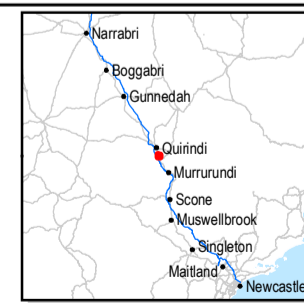 Narrabri
Boggabri
Gunnedah
Quirindi
Murrurundi
Scone
Muswellbrook
Singleton
Maitland
Newcastle